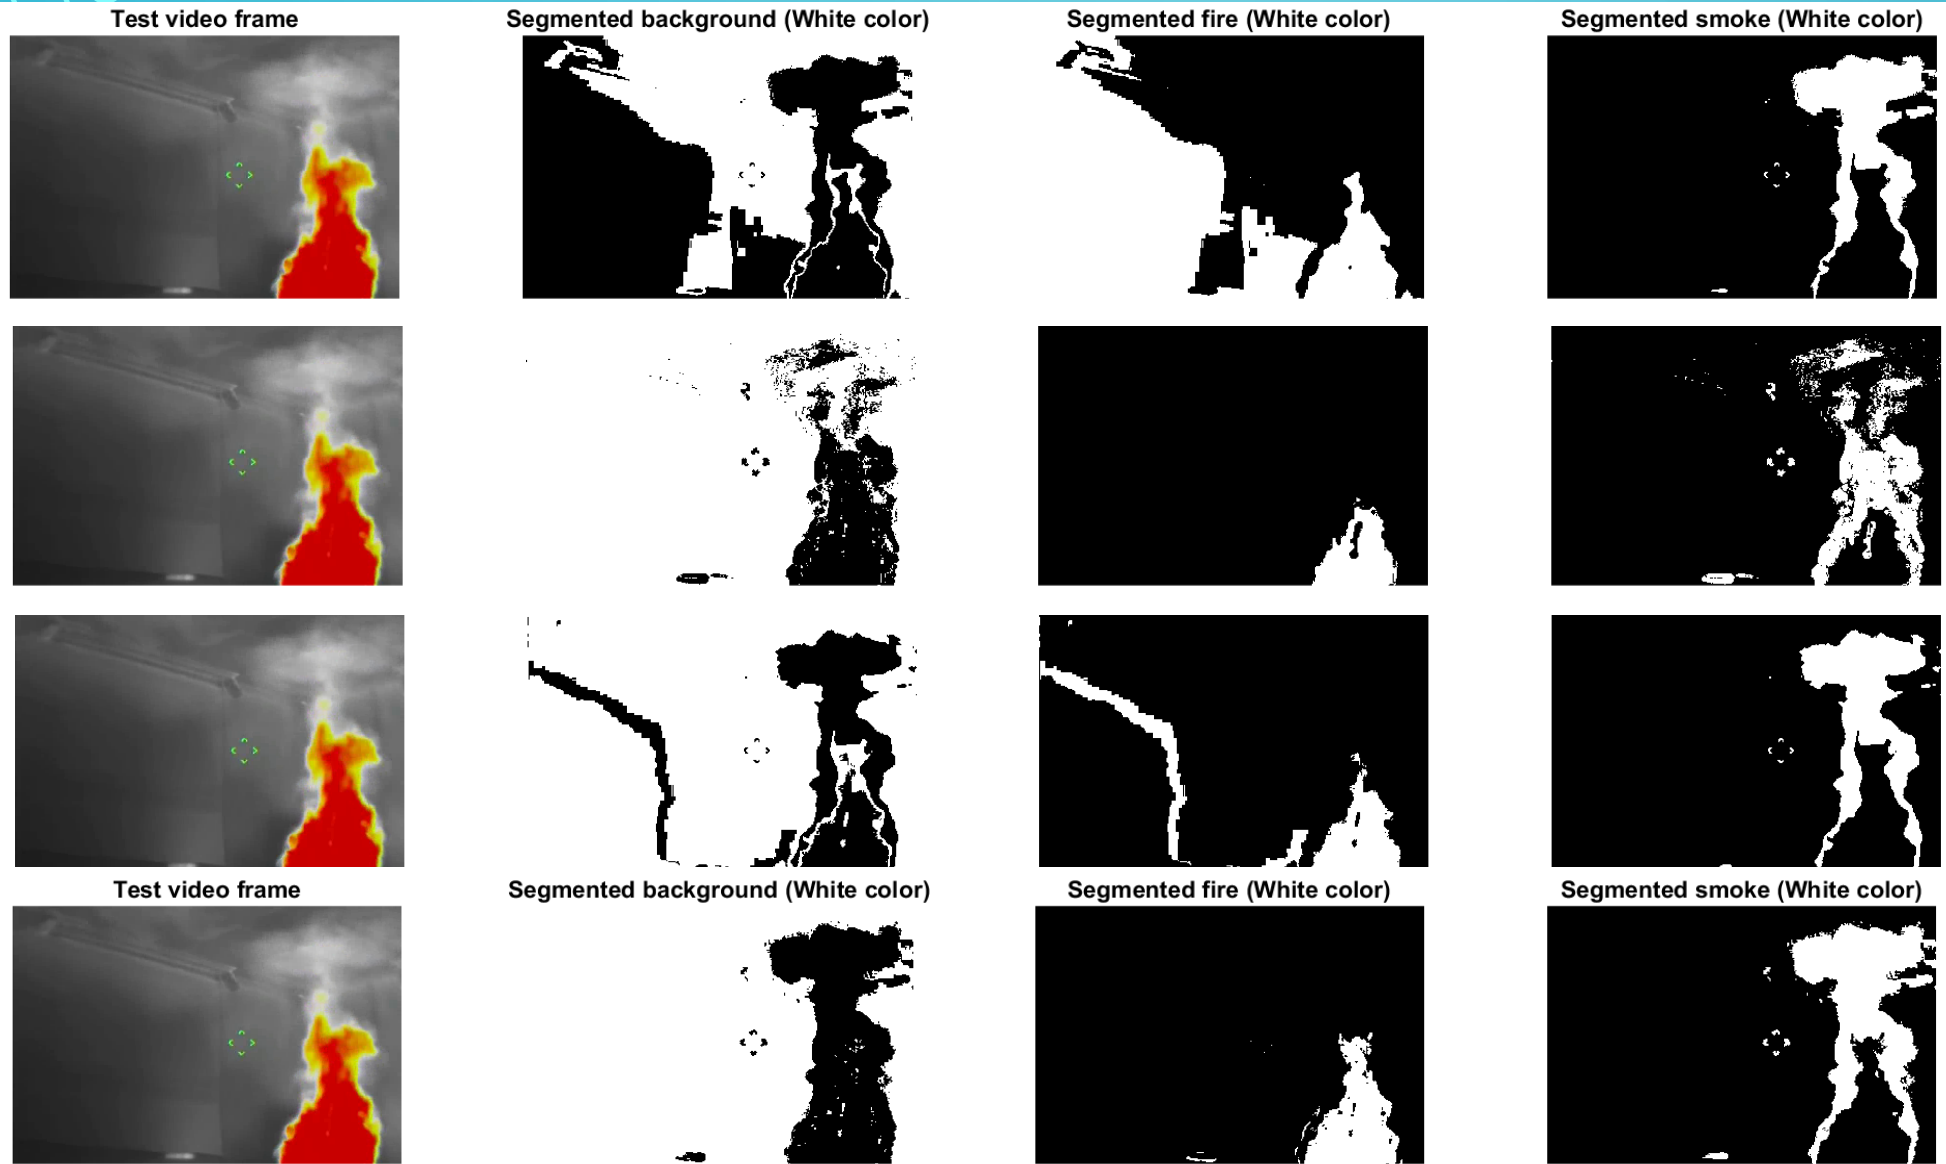 Test video frame
Segmented background (White color)
Segmented fire (White color)
Segmented smoke (White color)
Test video frame
Segmented background (White color)
Segmented fire (White color)
Segmented smoke (White color)